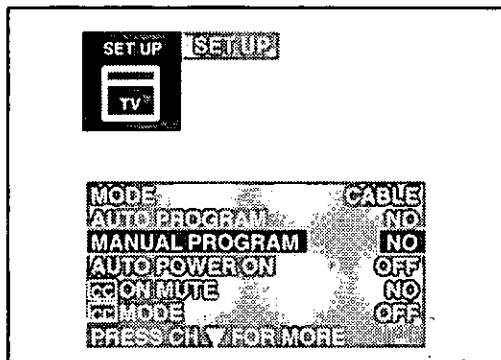 SET UP SET UP
TV
MODE CABLE
AUTO PROGRAM NO
MANUAL PROGRAM NO
AUTO POWER ON OFF
CC ON MUTE NO
CC MODE OFF
PRESS CH ▼ FOR MORE